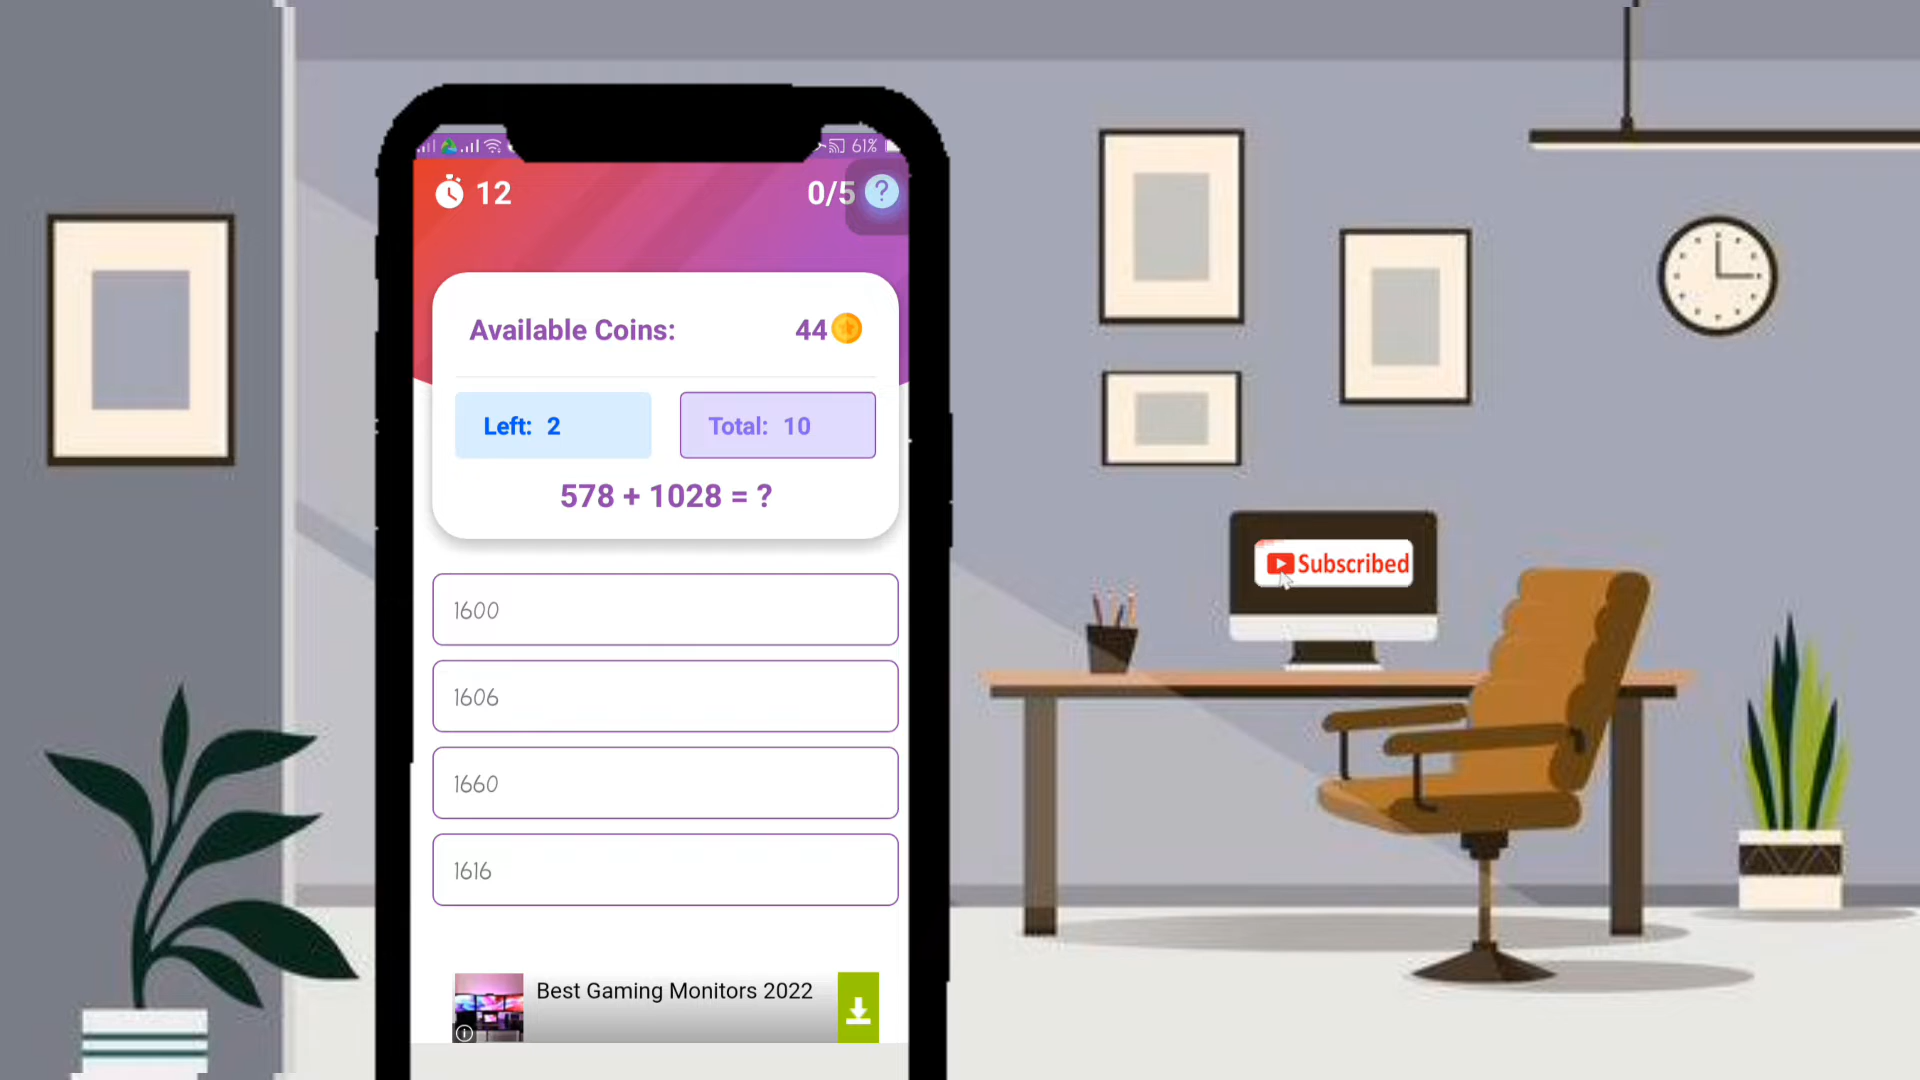 61%
12
0/5 ?
Available Coins: 44
Left: 2
Total: 10
578 + 1028 = ?
1600
1606
1660
1616
Best Gaming Monitors 2022
Subscribed